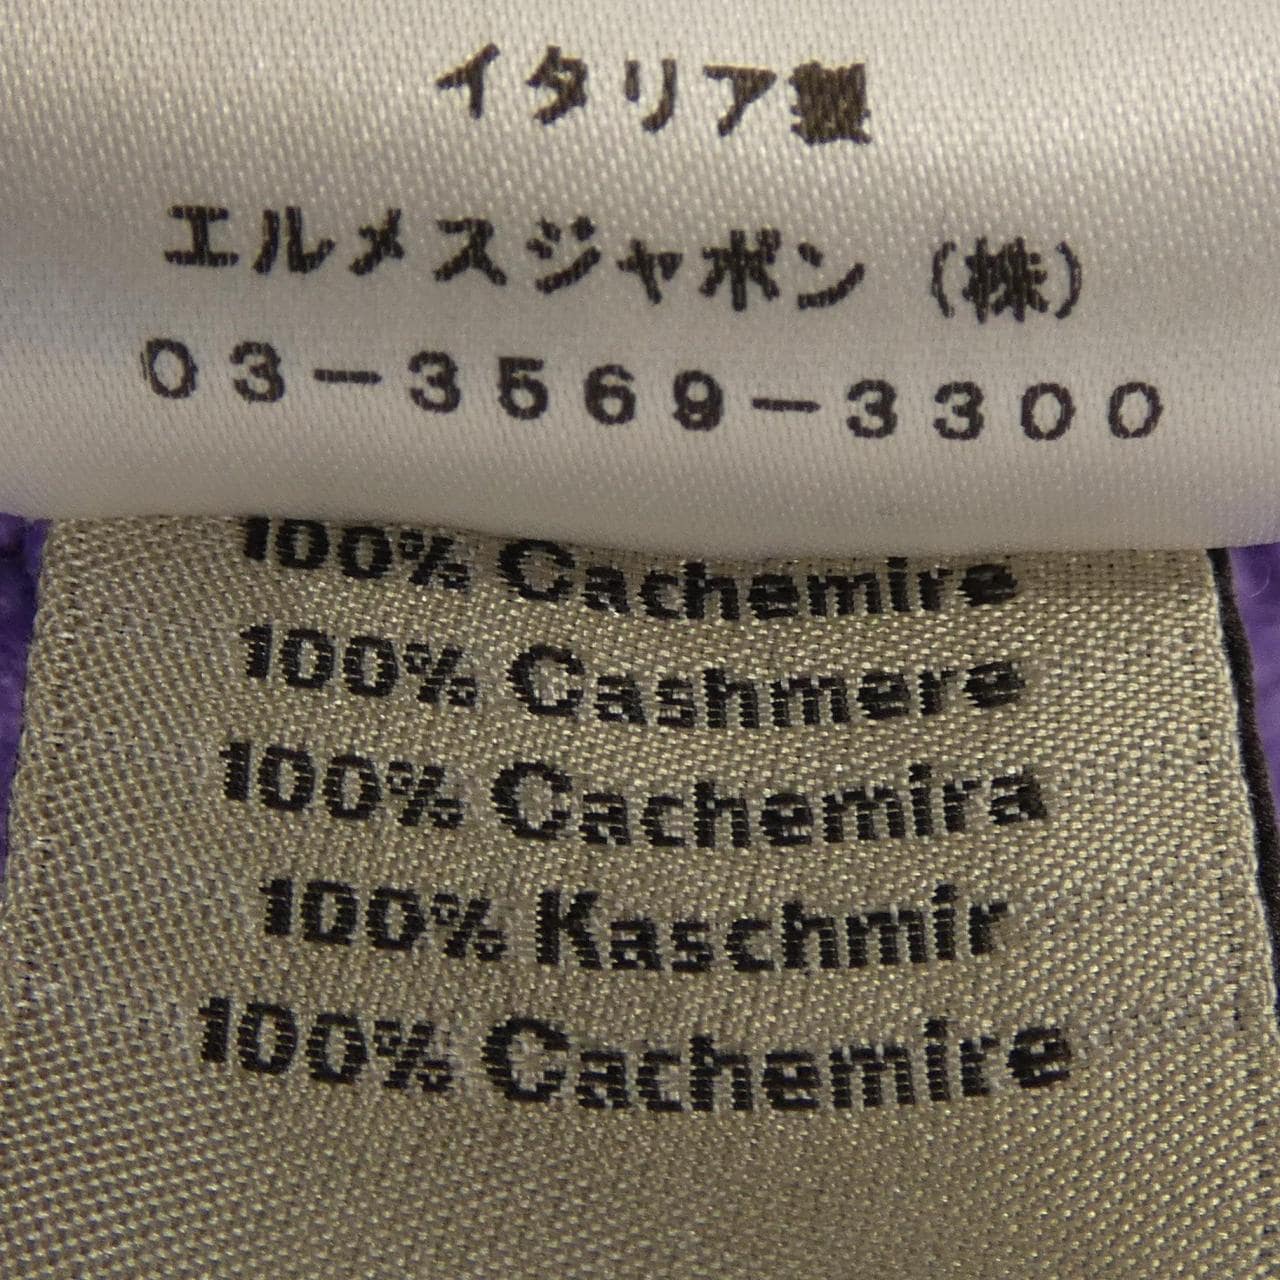 イタリア製
エルメスジャポン（株）
03-3569-3300
100% Cachemire
100% Cashmere
100% Cachemira
100% Kaschmir
100% Cachemire